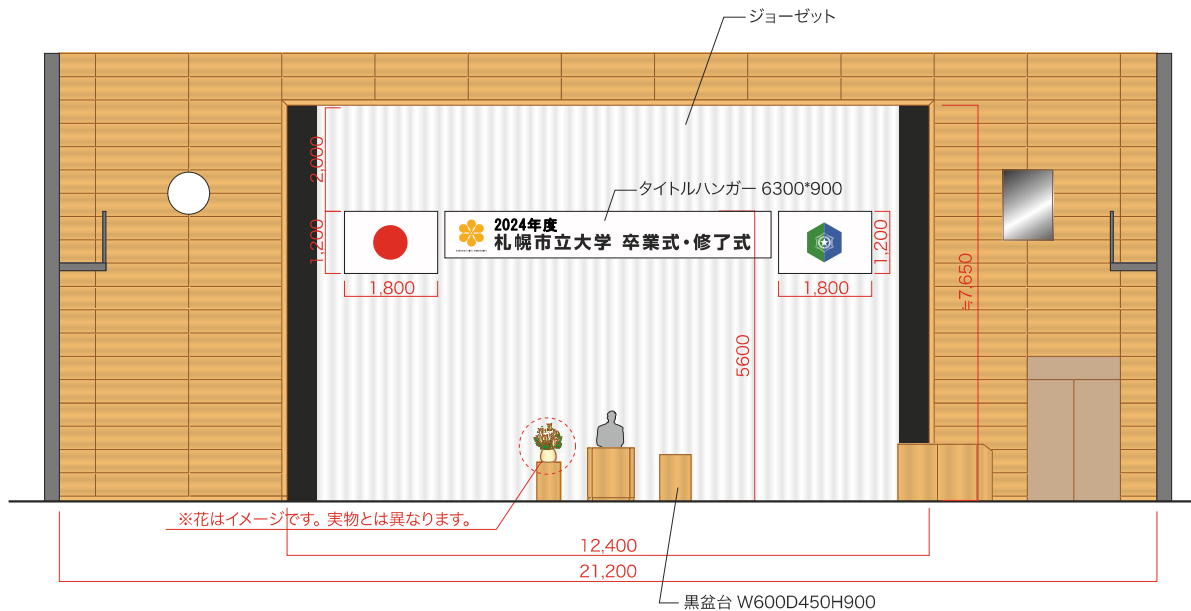 ジョーゼット
2,000
タイトルハンガー 6300*900
1,200
2024年度
札幌市立大学 卒業式・修了式
1,200
1,800
1,800
≒7,650
5600
※花はイメージです。実物とは異なります。
12,400
21,200
黒盆台 W600D450H900